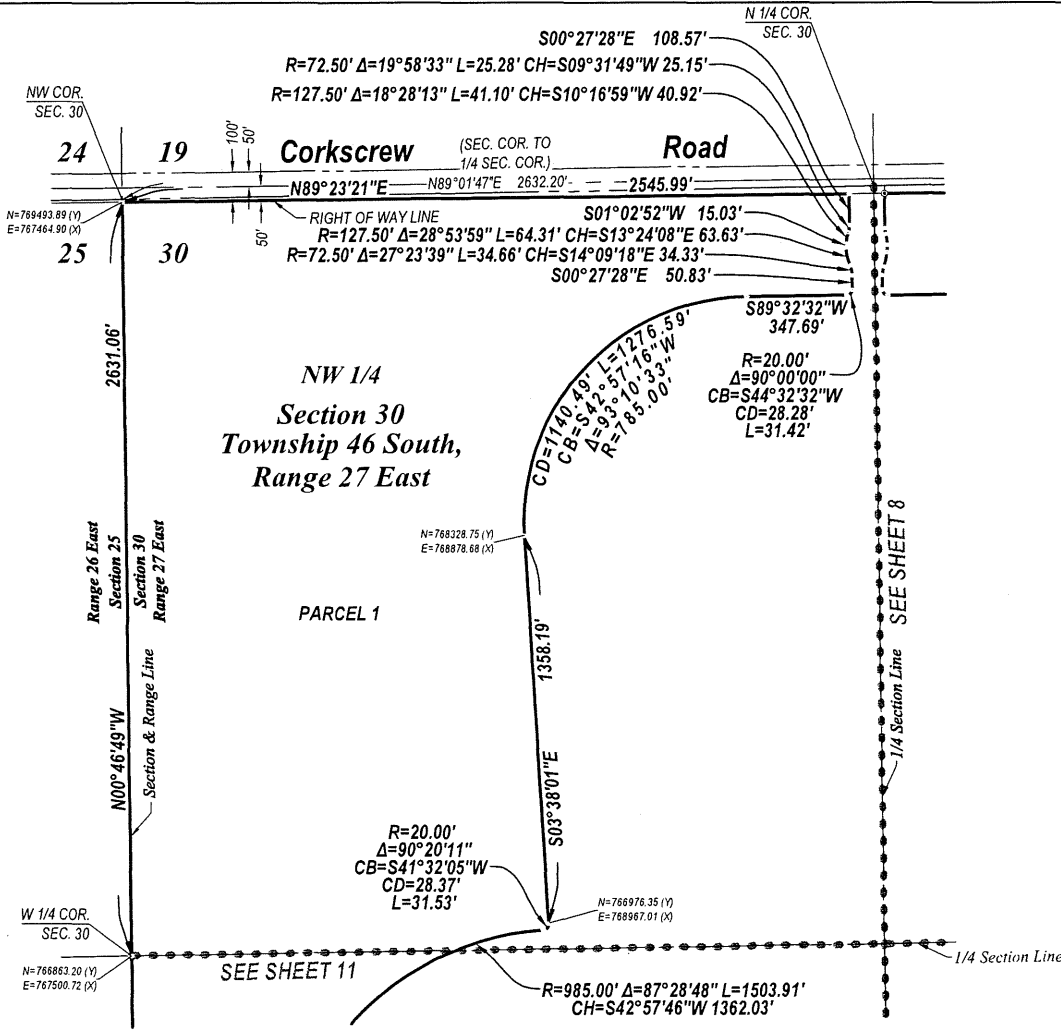 N 1/4 COR.
SEC. 30
S00°27'28"E 108.57'
R=72.50' Δ=19°58'33" L=25.28' CH=S09°31'49"W 25.15'
R=127.50' Δ=18°28'13" L=41.10' CH=S10°16'59"W 40.92'
NW COR.
SEC. 30
24
19
100'
50'
Corkscrew
(SEC. COR. TO
1/4 SEC. COR.)
Road
N89°23'21"E
N89°01'47"E 2632.20'
2545.99'
N=769493.89 (Y)
E=767464.90 (X)
RIGHT OF WAY LINE
50'
25
30
S01°02'52"W 15.03'
R=127.50' Δ=28°53'59" L=64.31' CH=S13°24'08"E 63.63'
R=72.50' Δ=27°23'39" L=34.66' CH=S14°09'18"E 34.33'
S00°27'28"E 50.83'
S89°32'32"W
347.69'
R=20.00'
Δ=90°00'00"
CB=S44°32'32"W
CD=28.28'
L=31.42'
2631.06'
NW 1/4
Section 30
Township 46 South,
Range 27 East
CD=1140.49' L=1276.59'
CB=S42°57'16"W
Δ=93°10'33"
R=785.00'
N=768328.75 (Y)
E=768878.68 (X)
Range 26 East
Section 25
Section 30
Range 27 East
PARCEL 1
1358.19'
SEE SHEET 8
N00°46'49"W
Section & Range Line
S03°38'01"E
1/4 Section Line
R=20.00'
Δ=90°20'11"
CB=S41°32'05"W
CD=28.37'
L=31.53'
N=766976.35 (Y)
E=768967.01 (X)
W 1/4 COR.
SEC. 30
N=766863.20 (Y)
E=767500.72 (X)
SEE SHEET 11
1/4 Section Line
R=985.00' Δ=87°28'48" L=1503.91'
CH=S42°57'46"W 1362.03'